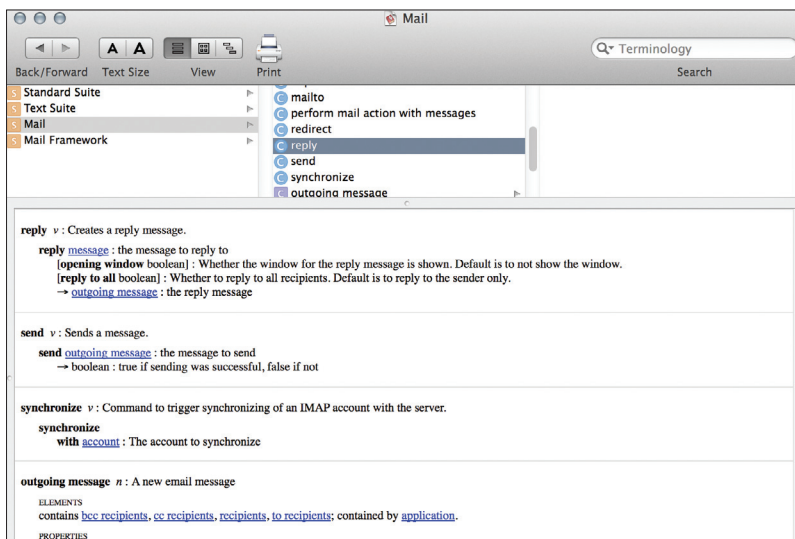 Mail
A A
Back/Forward Text Size View Print
Terminology
Search
S Standard Suite
S Text Suite
S Mail
S Mail Framework
C mailto
C perform mail action with messages
C redirect
C reply
C send
C synchronize
C outgoing message
reply v : Creates a reply message.
reply message : the message to reply to
[opening window boolean] : Whether the window for the reply message is shown. Default is to not show the window.
[reply to all boolean] : Whether to reply to all recipients. Default is to reply to the sender only.
→ outgoing message : the reply message
send v : Sends a message.
send outgoing message : the message to send
→ boolean : true if sending was successful, false if not
synchronize v : Command to trigger synchronizing of an IMAP account with the server.
synchronize
with account : The account to synchronize
outgoing message n : A new email message
ELEMENTS
contains bcc recipients, cc recipients, recipients, to recipients; contained by application.
PROPERTIES